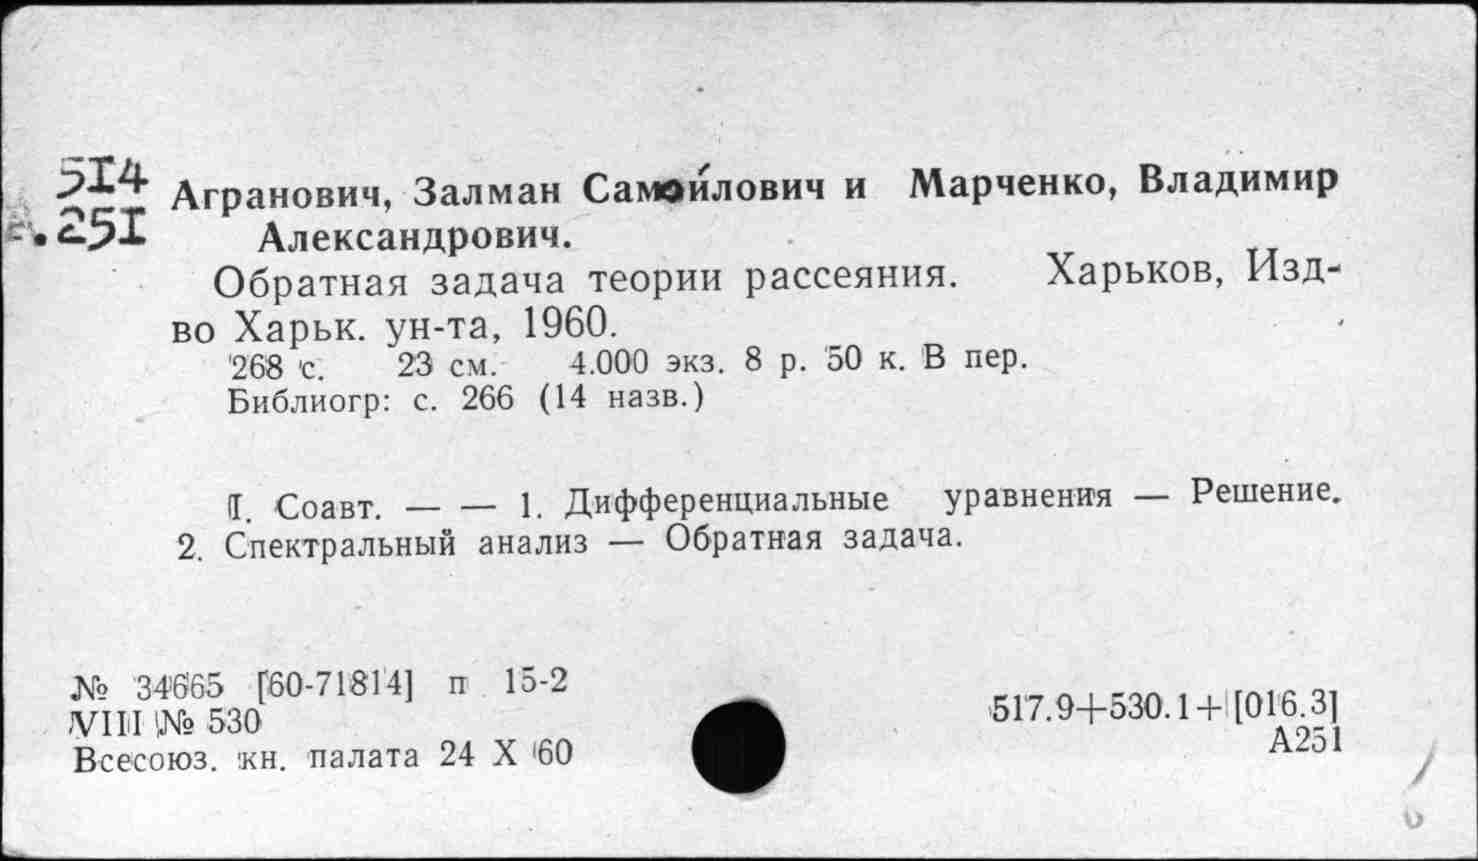 514
А.251
Агранович, Залман Самойлович и Марченко, Владимир
Александрович.
Обратная задача теории рассеяния. Харьков, Изд-
во Харьк. ун-та, 1960.
268 с. 23 см. 4.000 экз. 8 р. 50 к. В пер.
Библиогр: с. 266 (14 назв.)
I. Соавт. — — 1. Дифференциальные уравнения — Решение.
2. Спектральный анализ — Обратная задача.
№ 34665 [60-71814] п 15-2
VIII № 530
Всесоюз. кн. палата 24 X 60
517.9+530.1+[016.3]
А251